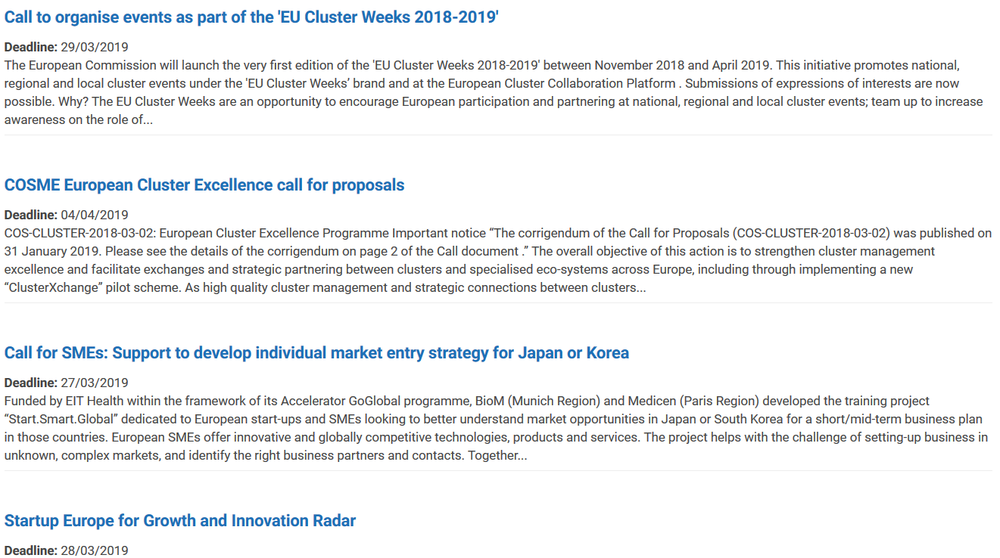 Call to organise events as part of the 'EU Cluster Weeks 2018-2019'
Deadline: 29/03/2019
The European Commission will launch the very first edition of the 'EU Cluster Weeks 2018-2019' between November 2018 and April 2019. This initiative promotes national,
regional and local cluster events under the 'EU Cluster Weeks’ brand and at the European Cluster Collaboration Platform . Submissions of expressions of interests are now
possible. Why? The EU Cluster Weeks are an opportunity to encourage European participation and partnering at national, regional and local cluster events; team up to increase
awareness on the role of...
COSME European Cluster Excellence call for proposals
Deadline: 04/04/2019
COS-CLUSTER-2018-03-02: European Cluster Excellence Programme Important notice “The corrigendum of the Call for Proposals (COS-CLUSTER-2018-03-02) was published on
31 January 2019. Please see the details of the corrigendum on page 2 of the Call document .” The overall objective of this action is to strengthen cluster management
excellence and facilitate exchanges and strategic partnering between clusters and specialised eco-systems across Europe, including through implementing a new
“ClusterXchange” pilot scheme. As high quality cluster management and strategic connections between clusters...
Call for SMEs: Support to develop individual market entry strategy for Japan or Korea
Deadline: 27/03/2019
Funded by EIT Health within the framework of its Accelerator GoGlobal programme, BioM (Munich Region) and Medicen (Paris Region) developed the training project
“Start.Smart.Global” dedicated to European start-ups and SMEs looking to better understand market opportunities in Japan or South Korea for a short/mid-term business plan
in those countries. European SMEs offer innovative and globally competitive technologies, products and services. The project helps with the challenge of setting-up business in
unknown, complex markets, and identify the right business partners and contacts. Together...
Startup Europe for Growth and Innovation Radar
Deadline: 28/03/2019